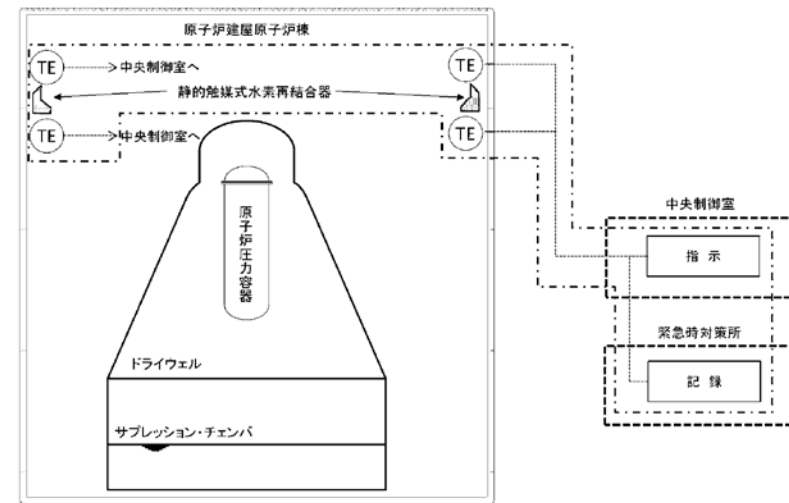 原子炉建屋原子炉棟
TE
中央制御室へ
TE
静的触媒式水素再結合器
TE
中央制御室へ
TE
原子炉圧力容器
中央制御室
指示
緊急時対策所
記録
ドライウェル
サプレッション・チェンバ